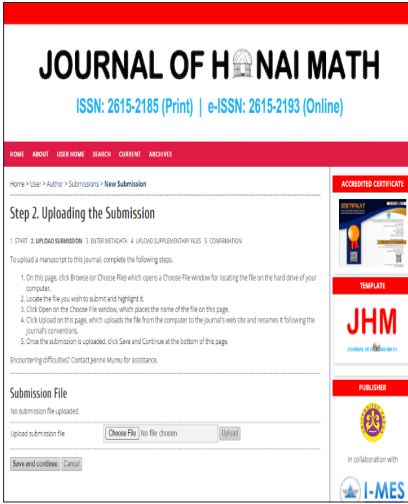 JOURNAL OF HONAI MATH
ISSN: 2615-2185 (Print) | e-ISSN: 2615-2193 (Online)
HOME ABOUT USER HOME SEARCH CURRENT ARCHIVES
Home > User > Author > Submissions > New Submission
Step 2. Uploading the Submission
1. START 2. UPLOAD SUBMISSION 3. ENTER METADATA 4. UPLOAD SUPPLEMENTARY FILES 5. CONFIRMATION
To upload a manuscript to this journal, complete the following steps.
1. On this page, click Browse (or Choose File) which opens a Choose File window for locating the file on the hard drive of your
computer.
2. Locate the file you wish to submit and highlight it.
3. Click Open on the Choose File window, which places the name of the file on this page.
4. Click Upload on this page, which uploads the file from the computer to the journal's web site and renames it following the
journal's conventions.
5. Once the submission is uploaded, click Save and Continue at the bottom of this page.
Encountering difficulties? Contact Jeinne Mumu for assistance.
Submission File
No submission file uploaded.
Upload submission file Choose File No file chosen Upload
Save and continue Cancel
ACCREDITED CERTIFICATE
SERTIFIKAT
TEMPLATE
JHM
JOURNAL OF HONAI MATH
PUBLISHER
in collaboration with
I-MES